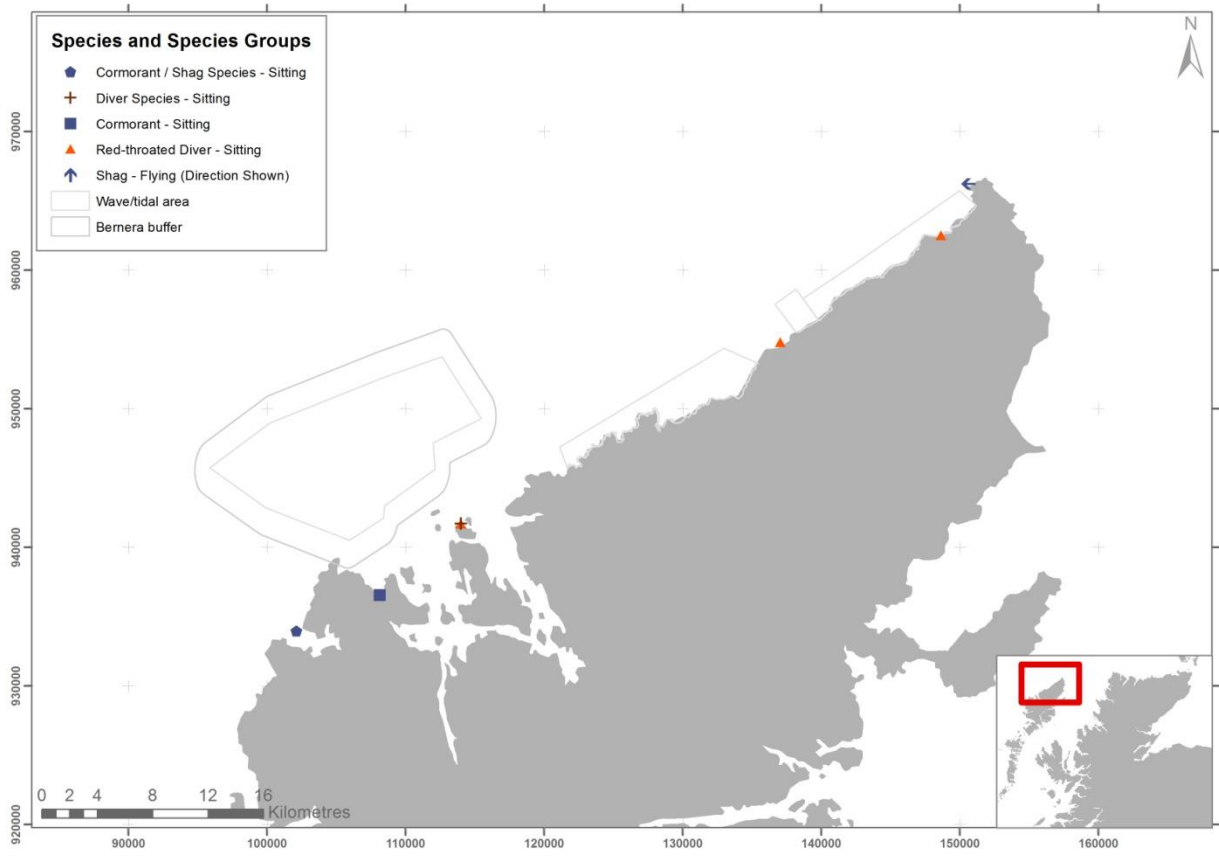 Species and Species Groups
Cormorant / Shag Species - Sitting
Diver Species - Sitting
Cormorant - Sitting
Red-throated Diver - Sitting
Shag - Flying (Direction Shown)
Wave/tidal area
Bernera buffer
N
970000
960000
950000
940000
930000
920000
0 2 4 8 12 16
Kilometres
90000 100000 110000 120000 130000 140000 150000 160000